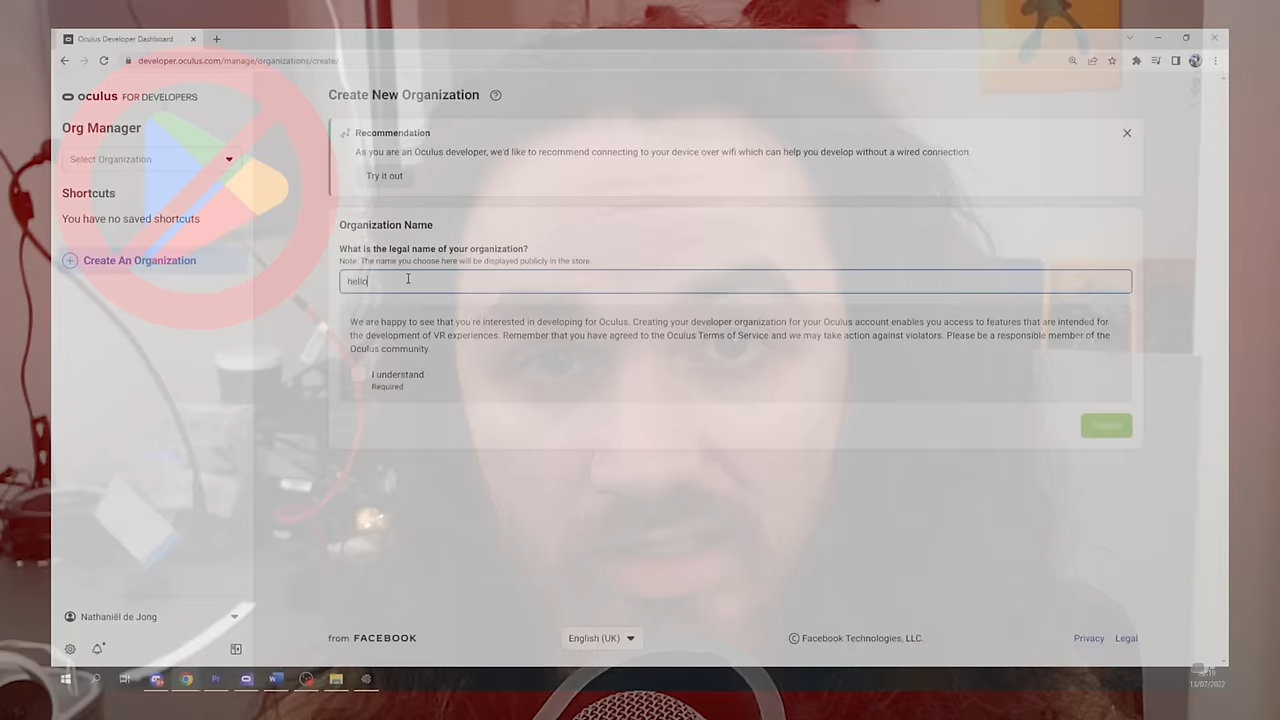 Oculus Developer Dashboard
developer.oculus.com/manage/organizations/create/
oculus FOR DEVELOPERS
Org Manager
Select Organization
Shortcuts
You have no saved shortcuts
Create An Organization
Create New Organization
Recommendation
As you are an Oculus developer, we'd like to recommend connecting to your device over wifi which can help you develop without a wired connection.
Try it out
Organization Name
What is the legal name of your organization?
Note: The name you choose here will be displayed publicly in the store.
hello
We are happy to see that you're interested in developing for Oculus. Creating your developer organization for your Oculus account enables you access to features that are intended for
the development of VR experiences. Remember that you have agreed to the Oculus Terms of Service and we may take action against violators. Please be a responsible member of the
Oculus community.
I understand
Required
Nathaniël de Jong
from FACEBOOK
English (UK)
© Facebook Technologies, LLC.
Privacy
Legal
Pr
W
13/07/2022